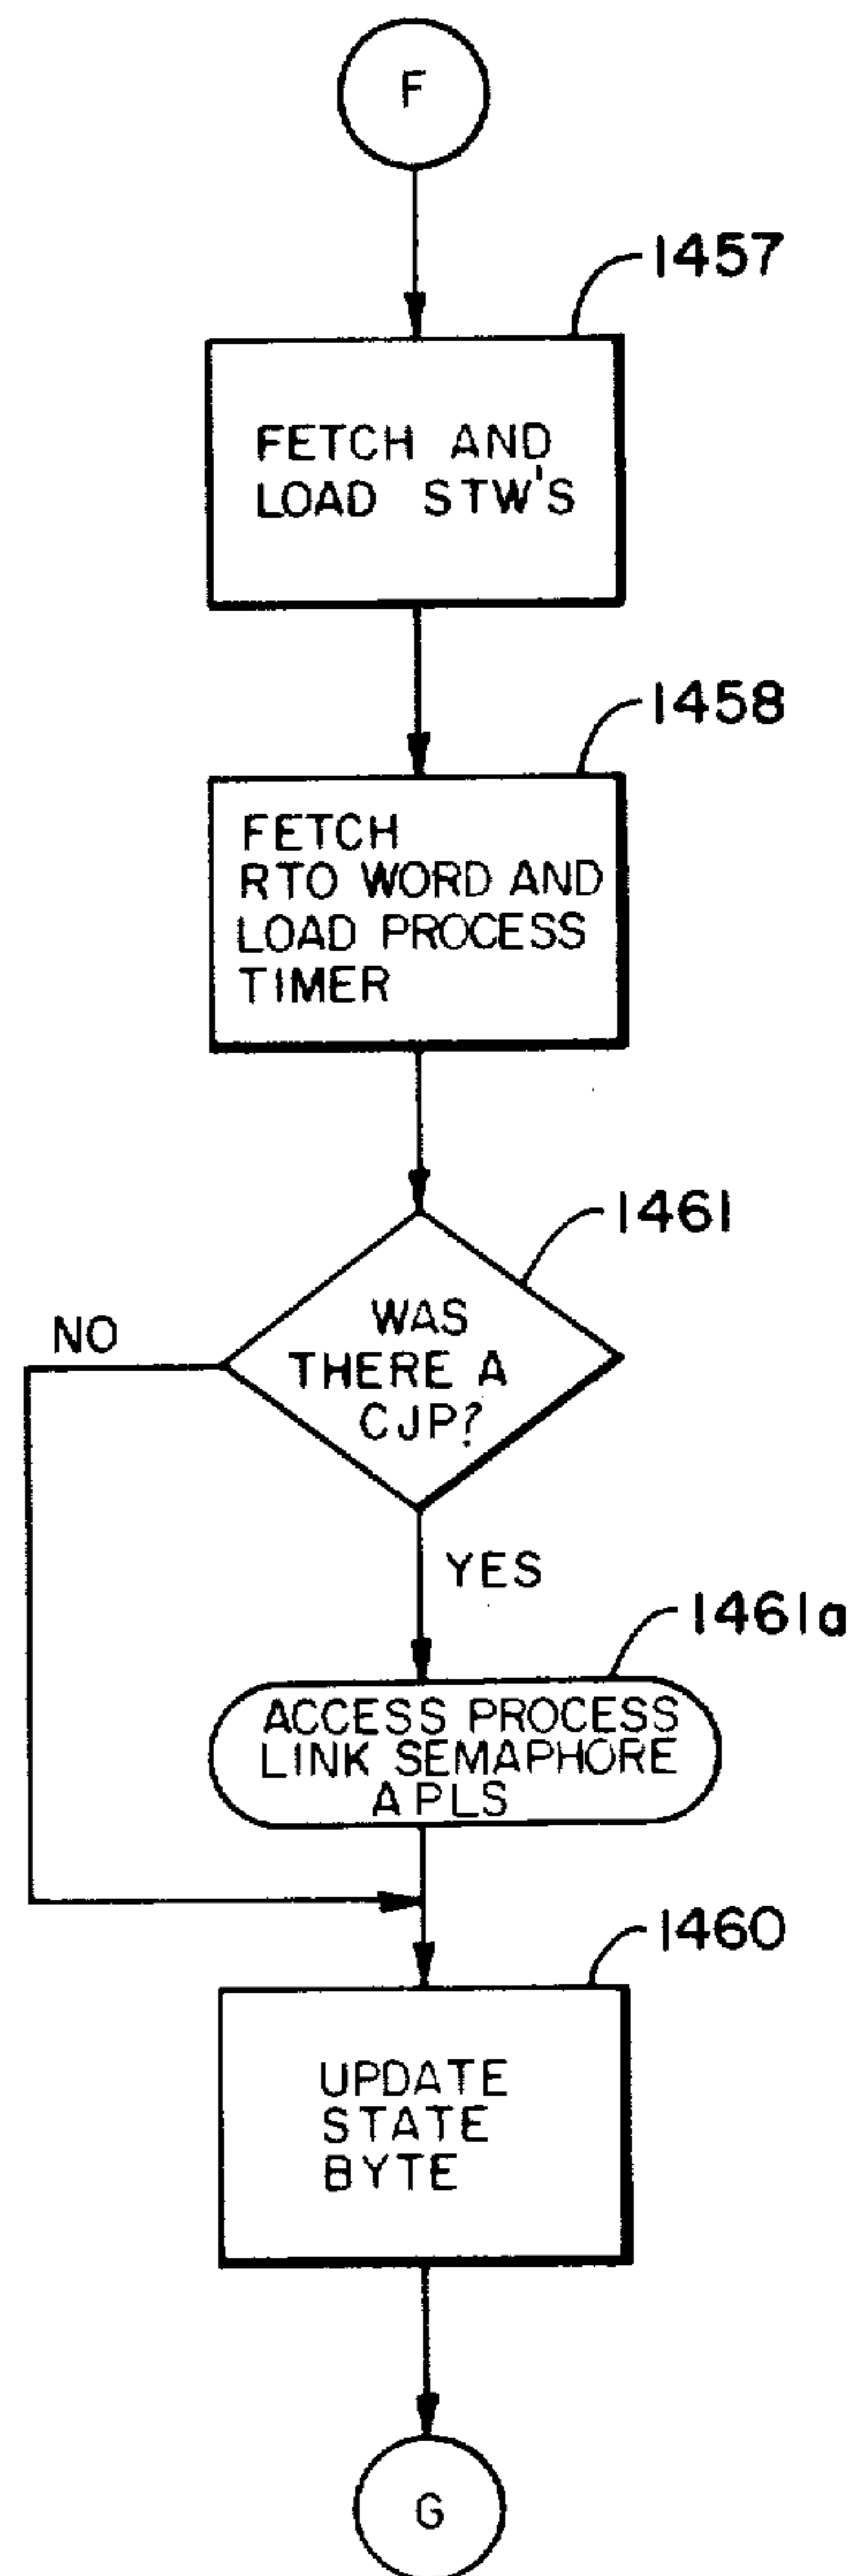 F
1457
FETCH AND
LOAD STW'S
1458
FETCH
RTO WORD AND
LOAD PROCESS
TIMER
1461
WAS
THERE A
CJP?
NO
YES
1461a
ACCESS PROCESS
LINK SEMAPHORE
APLS
1460
UPDATE
STATE
BYTE
G